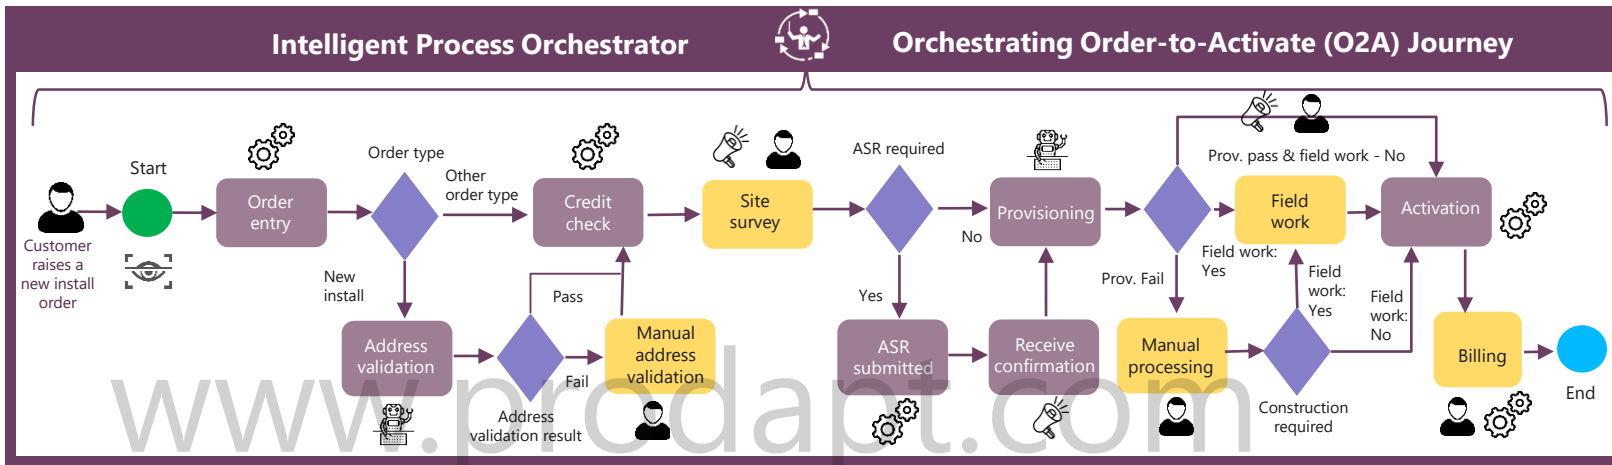 Intelligent Process Orchestrator
Orchestrating Order-to-Activate (O2A) Journey
Customer
raises a
new install
order
Start
Order
entry
Order type
Other
order type
New
install
Address
validation
Pass
Fail
Address
validation result
Manual
address
validation
Credit
check
Site
survey
ASR required
No
Yes
ASR
submitted
Receive
confirmation
Provisioning
Prov. pass & field work - No
Prov. Fail
Field work:
Yes
Field
work
Manual
processing
Construction
required
Field
work:
Yes
Field
work:
No
Activation
Billing
End
www.prodapt.com